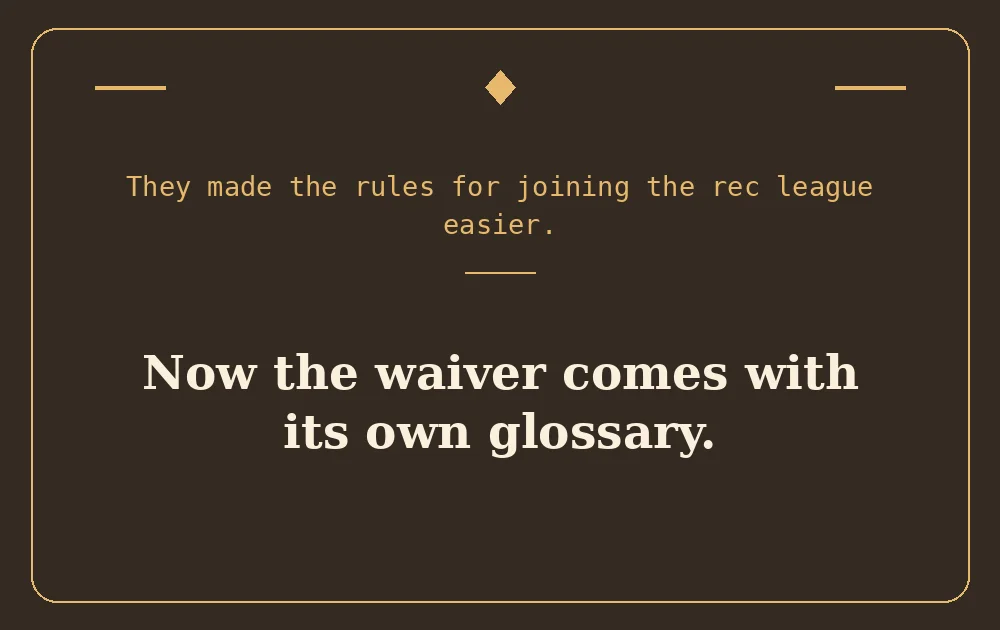 They made the rules for joining the rec league
easier.
Now the waiver comes with
its own glossary.